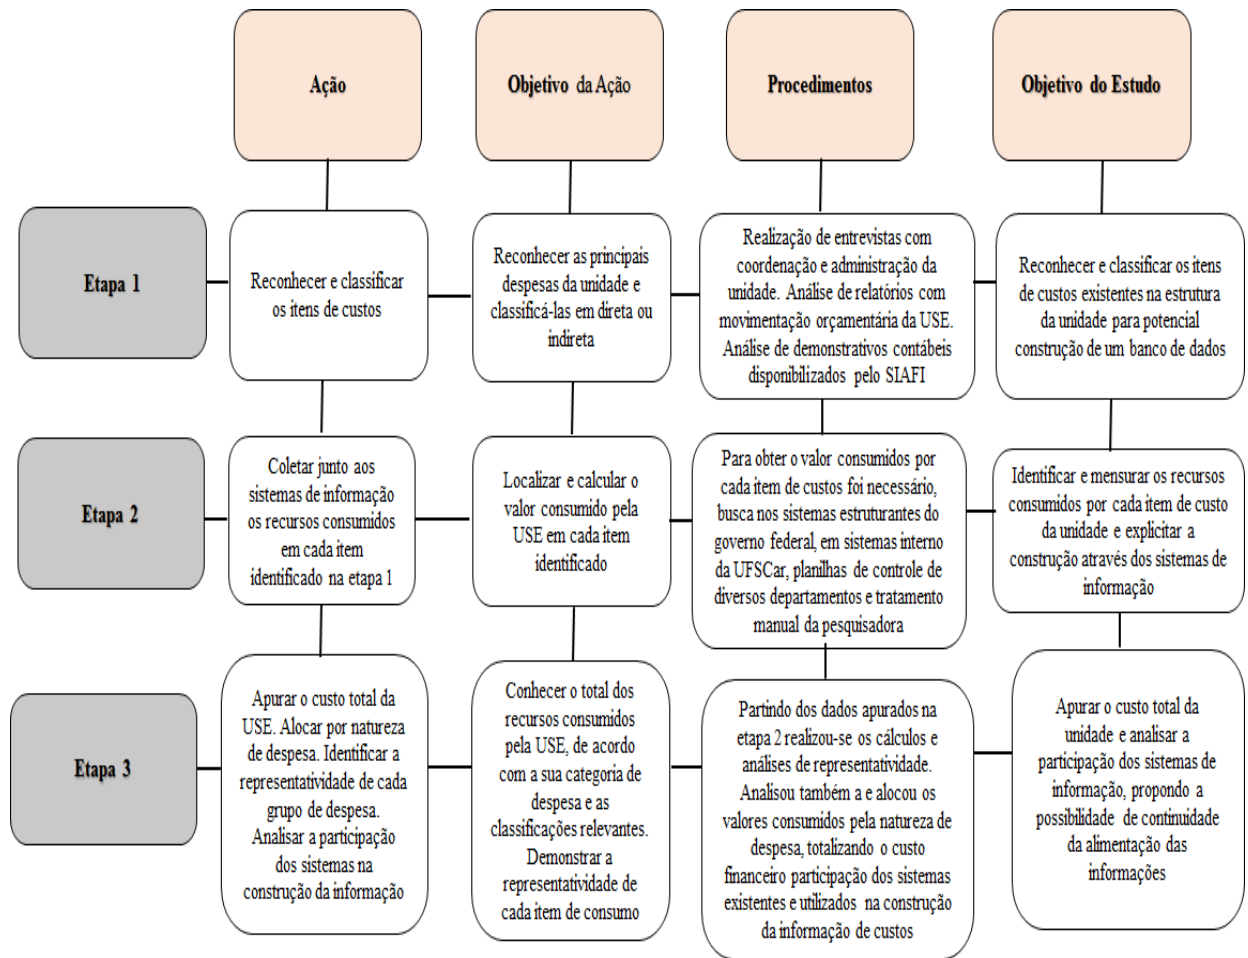 Ação
Objetivo da Ação
Procedimentos
Objetivo do Estudo
Etapa 1
Reconhecer e classificar
os itens de custos
Reconhecer as principais
despesas da unidade e
classificá-las em direta ou
indireta
Realização de entrevistas com
coordenação e administração da
unidade. Análise de relatórios com
movimentação orçamentária da USE.
Análise de demonstrativos contábeis
disponibilizados pelo SIAFI
Reconhecer e classificar os itens
de custos existentes na estrutura
da unidade para potencial
construção de um banco de dados
Etapa 2
Coletar junto aos
sistemas de informação
os recursos consumidos
em cada item
identificado na etapa 1
Localizar e calcular o
valor consumido pela
USE em cada item
identificado
Para obter o valor consumidos por
cada item de custos foi necessário,
busca nos sistemas estruturantes do
governo federal, em sistemas interno
da UFSCar, planilhas de controle de
diversos departamentos e tratamento
manual da pesquisadora
Identificar e mensurar os recursos
consumidos por cada item de custo
da unidade e explicitar a
construção através dos sistemas de
informação
Etapa 3
Apurar o custo total da
USE. Alocar por natureza
de despesa. Identificar a
representatividade de cada
grupo de despesa.
Analisar a participação
dos sistemas na
construção da informação
Conhecer o total dos
recursos consumidos
pela USE, de acordo
com a sua categoria de
despesa e as
classificações relevantes.
Demonstrar a
representatividade de
cada item de consumo
Partindo dos dados apurados na
etapa 2 realizou-se os cálculos e
análises de representatividade.
Analisou também a e alocou os
valores consumidos pela natureza de
despesa, totalizando o custo
financeiro participação dos sistemas
existentes e utilizados na construção
da informação de custos
Apurar o custo total da
unidade e analisar a
participação dos sistemas de
informação, propondo a
possibilidade de continuidade
da alimentação das
informações